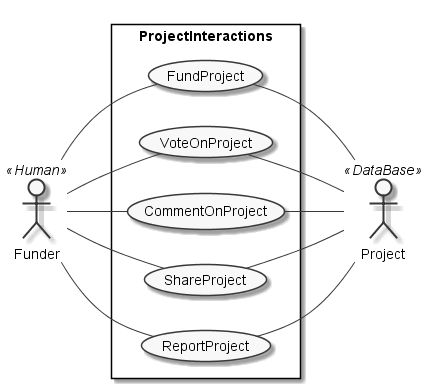 ProjectInteractions
FundProject
VoteOnProject
«Human»
«DataBase»
CommentOnProject
Funder
Project
ShareProject
ReportProject